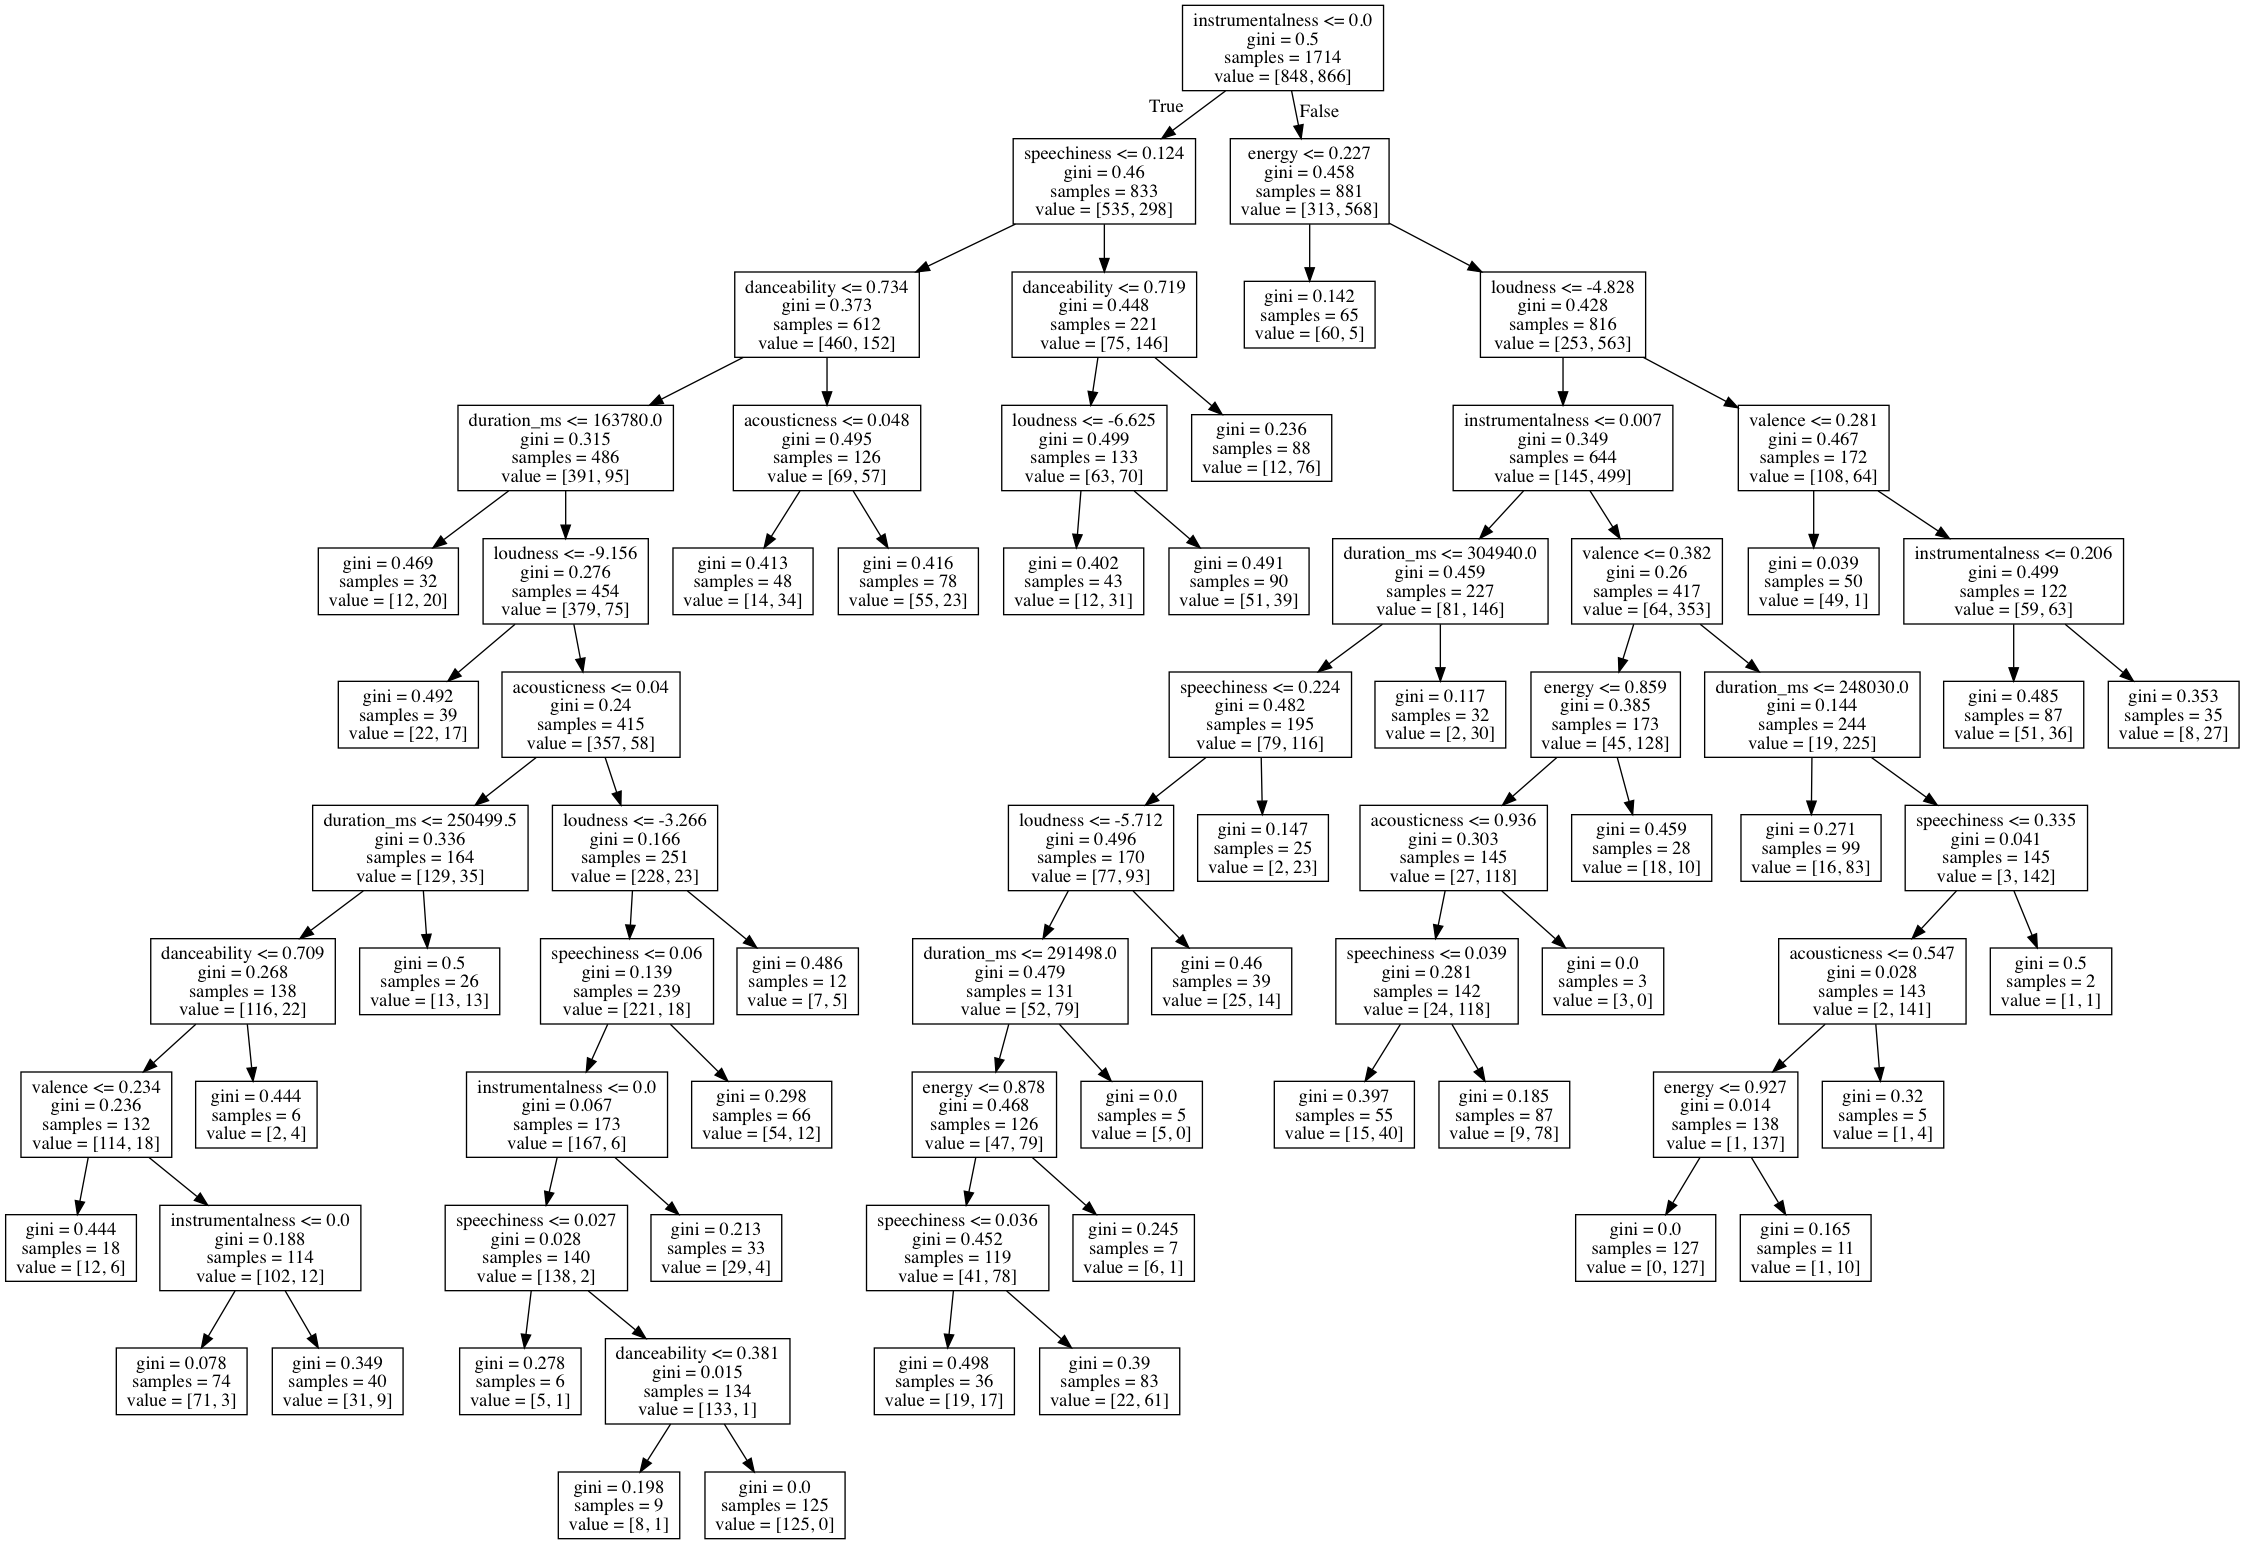 instrumentalness <= 0.0
gini = 0.5
samples = 1714
value = [848, 866]
True
False
speechiness <= 0.124
gini = 0.46
samples = 833
value = [535, 298]
energy <= 0.227
gini = 0.458
samples = 881
value = [313, 568]
danceability <= 0.734
gini = 0.373
samples = 612
value = [460, 152]
danceability <= 0.719
gini = 0.448
samples = 221
value = [75, 146]
gini = 0.142
samples = 65
value = [60, 5]
loudness <= -4.828
gini = 0.428
samples = 816
value = [253, 563]
duration_ms <= 163780.0
gini = 0.315
samples = 486
value = [391, 95]
acousticness <= 0.048
gini = 0.495
samples = 126
value = [69, 57]
loudness <= -6.625
gini = 0.499
samples = 133
value = [63, 70]
gini = 0.236
samples = 88
value = [12, 76]
instrumentalness <= 0.007
gini = 0.349
samples = 644
value = [145, 499]
valence <= 0.281
gini = 0.467
samples = 172
value = [108, 64]
gini = 0.469
samples = 32
value = [12, 20]
loudness <= -9.156
gini = 0.276
samples = 454
value = [379, 75]
gini = 0.413
samples = 48
value = [14, 34]
gini = 0.416
samples = 78
value = [55, 23]
gini = 0.402
samples = 43
value = [12, 31]
gini = 0.491
samples = 90
value = [51, 39]
duration_ms <= 304940.0
gini = 0.459
samples = 227
value = [81, 146]
valence <= 0.382
gini = 0.26
samples = 417
value = [64, 353]
gini = 0.039
samples = 50
value = [49, 1]
instrumentalness <= 0.206
gini = 0.499
samples = 122
value = [59, 63]
gini = 0.492
samples = 39
value = [22, 17]
acousticness <= 0.04
gini = 0.24
samples = 415
value = [357, 58]
speechiness <= 0.224
gini = 0.482
samples = 195
value = [79, 116]
gini = 0.117
samples = 32
value = [2, 30]
energy <= 0.859
gini = 0.385
samples = 173
value = [45, 128]
duration_ms <= 248030.0
gini = 0.144
samples = 244
value = [19, 225]
gini = 0.485
samples = 87
value = [51, 36]
gini = 0.353
samples = 35
value = [8, 27]
duration_ms <= 250499.5
gini = 0.336
samples = 164
value = [129, 35]
loudness <= -3.266
gini = 0.166
samples = 251
value = [228, 23]
loudness <= -5.712
gini = 0.496
samples = 170
value = [77, 93]
gini = 0.147
samples = 25
value = [2, 23]
acousticness <= 0.936
gini = 0.303
samples = 145
value = [27, 118]
gini = 0.459
samples = 28
value = [18, 10]
gini = 0.271
samples = 99
value = [16, 83]
speechiness <= 0.335
gini = 0.041
samples = 145
value = [3, 142]
danceability <= 0.709
gini = 0.268
samples = 138
value = [116, 22]
gini = 0.5
samples = 26
value = [13, 13]
speechiness <= 0.06
gini = 0.139
samples = 239
value = [221, 18]
gini = 0.486
samples = 12
value = [7, 5]
duration_ms <= 291498.0
gini = 0.479
samples = 131
value = [52, 79]
gini = 0.46
samples = 39
value = [25, 14]
speechiness <= 0.039
gini = 0.281
samples = 142
value = [24, 118]
gini = 0.0
samples = 3
value = [3, 0]
acousticness <= 0.547
gini = 0.028
samples = 143
value = [2, 141]
gini = 0.5
samples = 2
value = [1, 1]
valence <= 0.234
gini = 0.236
samples = 132
value = [114, 18]
gini = 0.444
samples = 6
value = [2, 4]
instrumentalness <= 0.0
gini = 0.067
samples = 173
value = [167, 6]
gini = 0.298
samples = 66
value = [54, 12]
energy <= 0.878
gini = 0.468
samples = 126
value = [47, 79]
gini = 0.0
samples = 5
value = [5, 0]
gini = 0.397
samples = 55
value = [15, 40]
gini = 0.185
samples = 87
value = [9, 78]
energy <= 0.927
gini = 0.014
samples = 138
value = [1, 137]
gini = 0.32
samples = 5
value = [1, 4]
gini = 0.444
samples = 18
value = [12, 6]
instrumentalness <= 0.0
gini = 0.188
samples = 114
value = [102, 12]
speechiness <= 0.027
gini = 0.028
samples = 140
value = [138, 2]
gini = 0.213
samples = 33
value = [29, 4]
speechiness <= 0.036
gini = 0.452
samples = 119
value = [41, 78]
gini = 0.245
samples = 7
value = [6, 1]
gini = 0.0
samples = 127
value = [0, 127]
gini = 0.165
samples = 11
value = [1, 10]
gini = 0.078
samples = 74
value = [71, 3]
gini = 0.349
samples = 40
value = [31, 9]
gini = 0.278
samples = 6
value = [5, 1]
danceability <= 0.381
gini = 0.015
samples = 134
value = [133, 1]
gini = 0.498
samples = 36
value = [19, 17]
gini = 0.39
samples = 83
value = [22, 61]
gini = 0.198
samples = 9
value = [8, 1]
gini = 0.0
samples = 125
value = [125, 0]